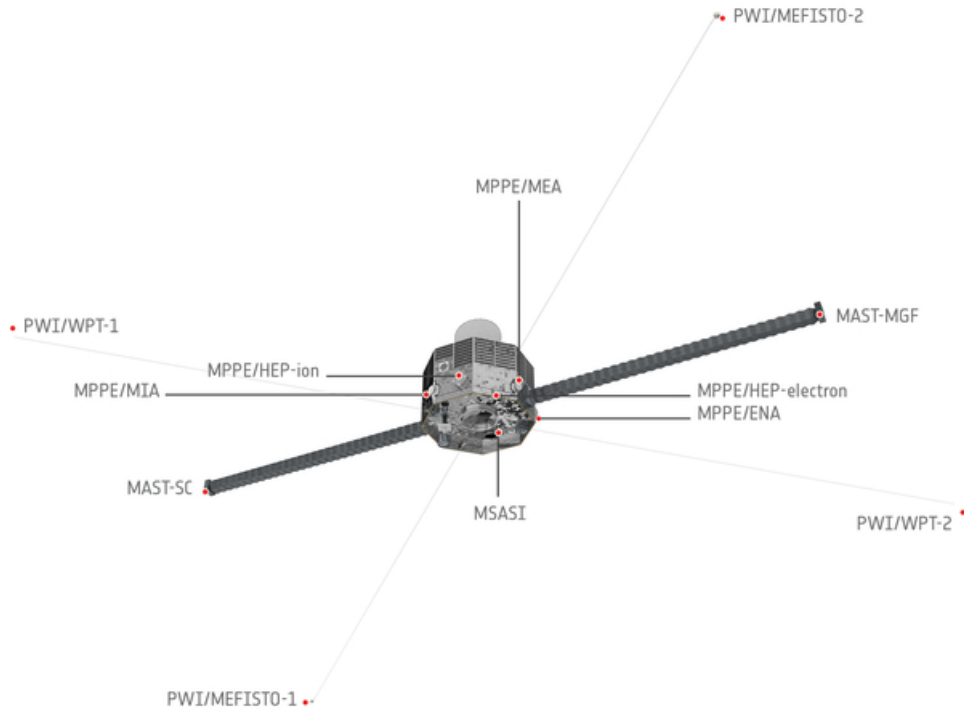 PWI/MEFISTO-2
MPPE/MEA
MAST-MGF
PWI/WPT-1
MPPE/HEP-ion
MPPE/MIA
MPPE/HEP-electron
MPPE/ENA
MAST-SC
MSASI
PWI/WPT-2
PWI/MEFISTO-1